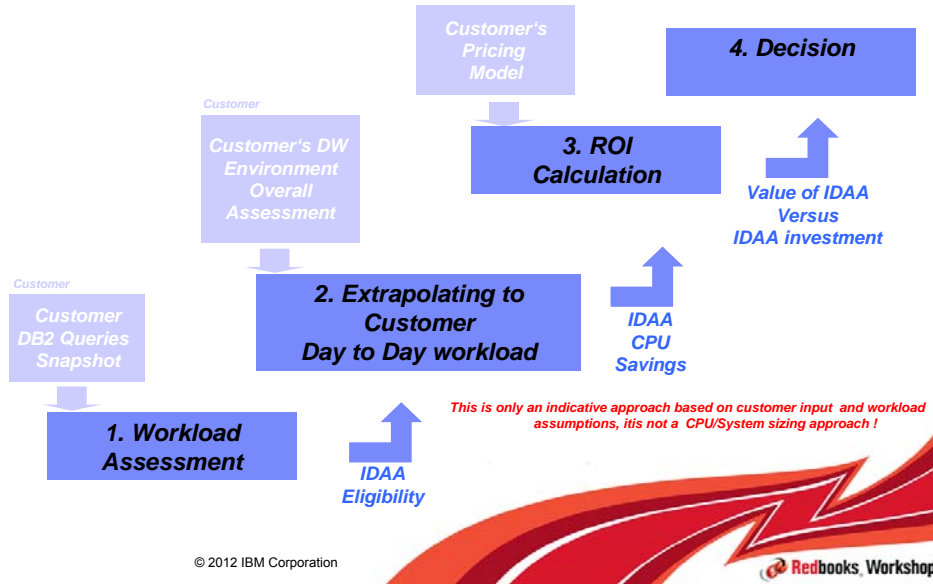 Customer's
Pricing
Model
4. Decision
Customer
Customer's DW
Environment
Overall
Assessment
3. ROI
Calculation
Value of IDAA
Versus
IDAA investment
Customer
Customer
DB2 Queries
Snapshot
2. Extrapolating to
Customer
Day to Day workload
IDAA
CPU
Savings
This is only an indicative approach based on customer input and workload
assumptions, itis not a CPU/System sizing approach !
1. Workload
Assessment
IDAA
Eligibility
© 2012 IBM Corporation
Redbooks, Workshop